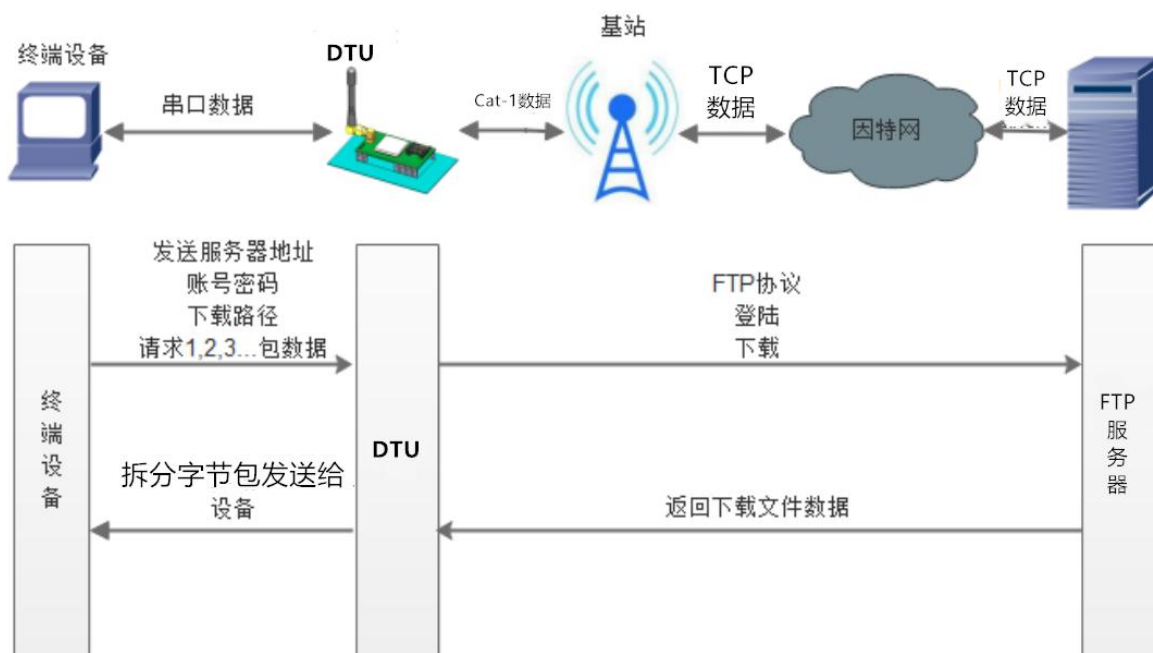 终端设备
DTU
基站
串口数据
Cat-1数据
TCP
数据
因特网
TCP
数据
发送服务器地址
账号密码
下载路径
请求1,2,3...包数据
FTP协议
登陆
下载
终端设备
DTU
FTP
服务器
拆分字节包发送给
设备
返回下载文件数据